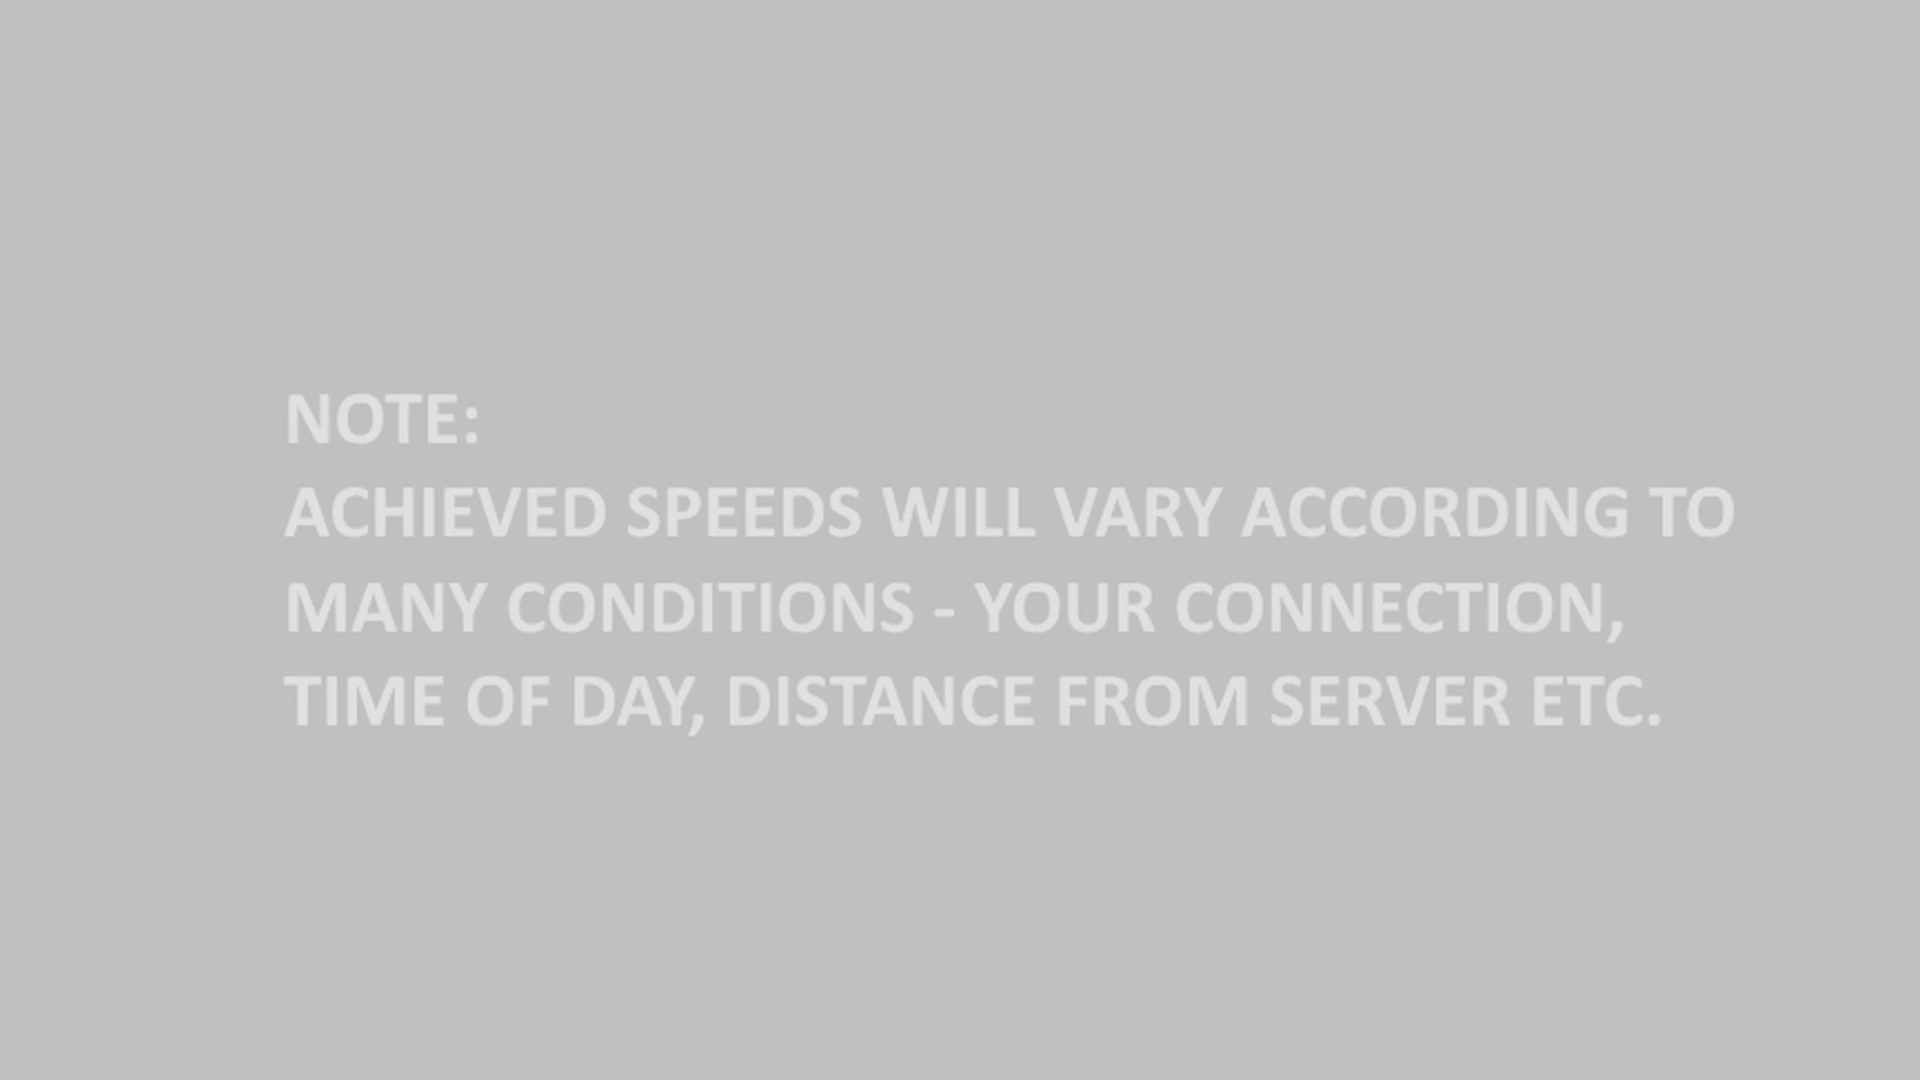 NOTE:
ACHIEVED SPEEDS WILL VARY ACCORDING TO
MANY CONDITIONS - YOUR CONNECTION,
TIME OF DAY, DISTANCE FROM SERVER ETC.